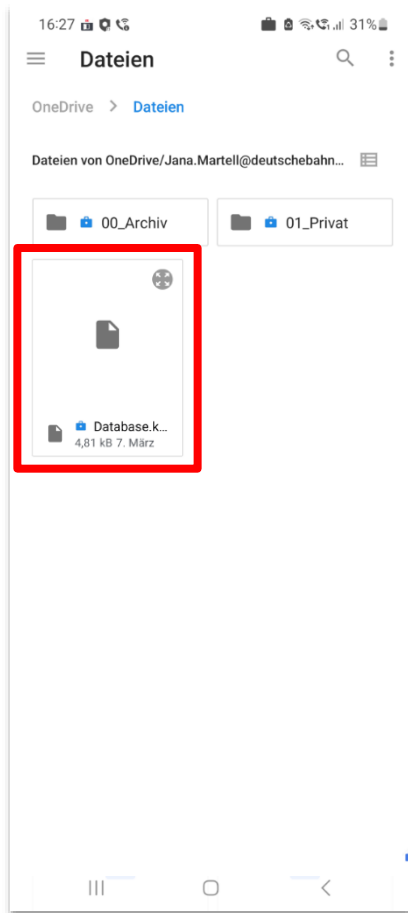 16:27 31%
Dateien
OneDrive > Dateien
Dateien von OneDrive/Jana.Martell@deutschebahn...
00_Archiv 01_Privat
Database.k...
4,81 kB 7. März